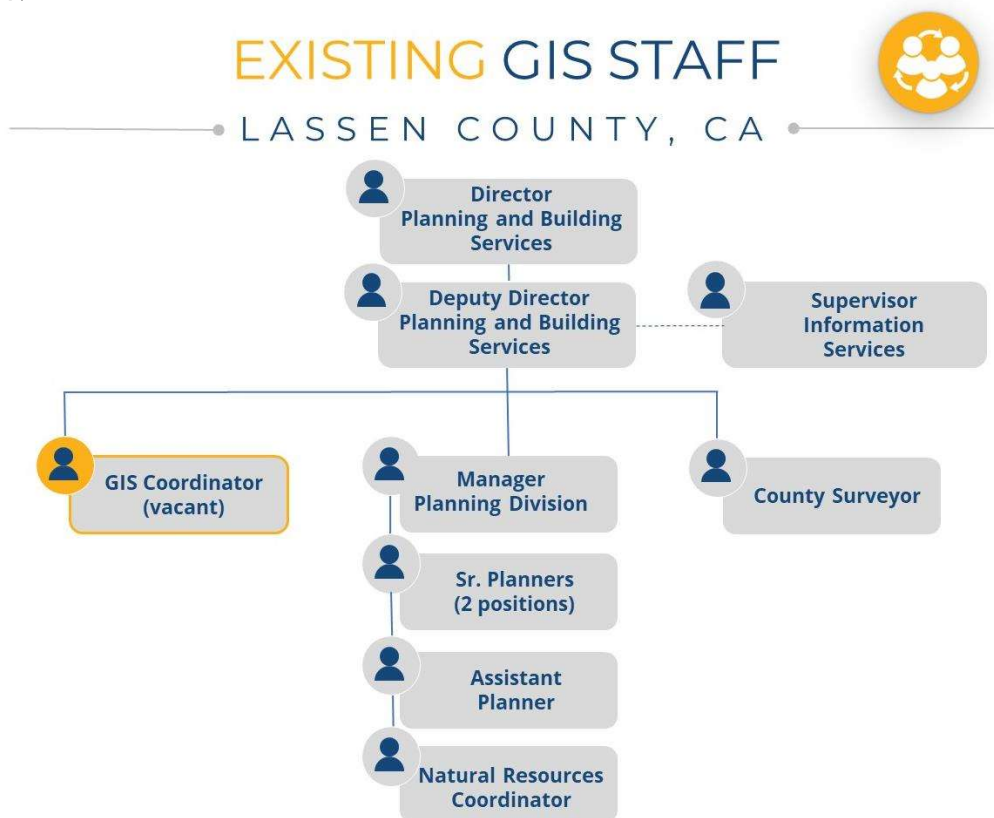 EXISTING GIS STAFF
LASSEN COUNTY, CA
Director
Planning and Building
Services
Deputy Director
Planning and Building
Services
Supervisor
Information
Services
GIS Coordinator
(vacant)
Manager
Planning Division
County Surveyor
Sr. Planners
(2 positions)
Assistant
Planner
Natural Resources
Coordinator